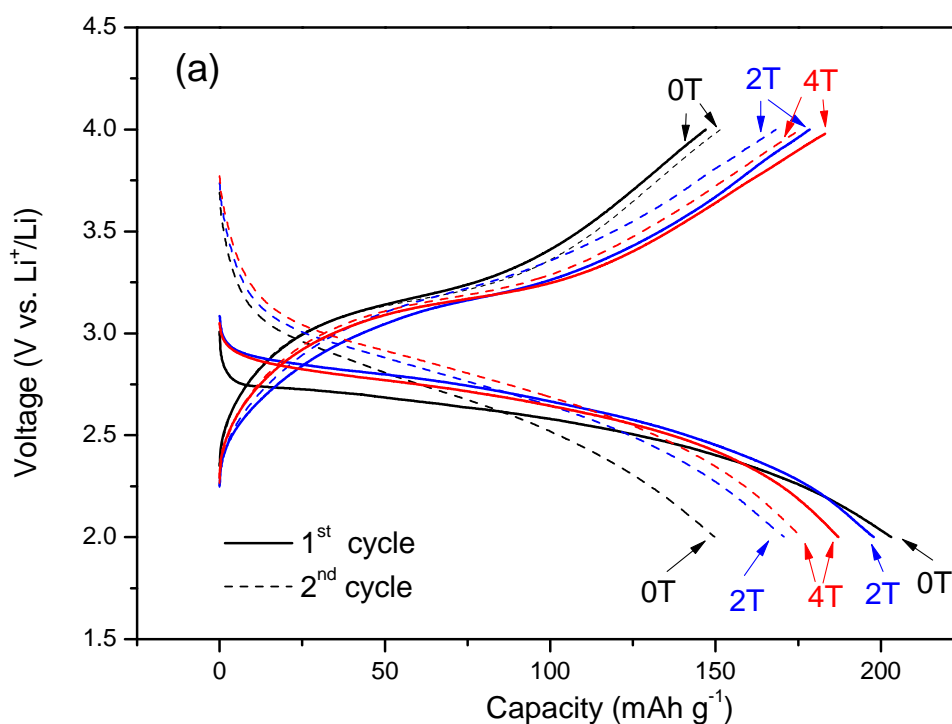 (a)
4.5
4.0
3.5
3.0
2.5
2.0
1.5
Voltage (V vs. Li⁺/Li)
0T
2T
4T
1ˢᵗ cycle
2ⁿᵈ cycle
0T
2T
4T
2T
0T
0
50
100
150
200
Capacity (mAh g⁻¹)